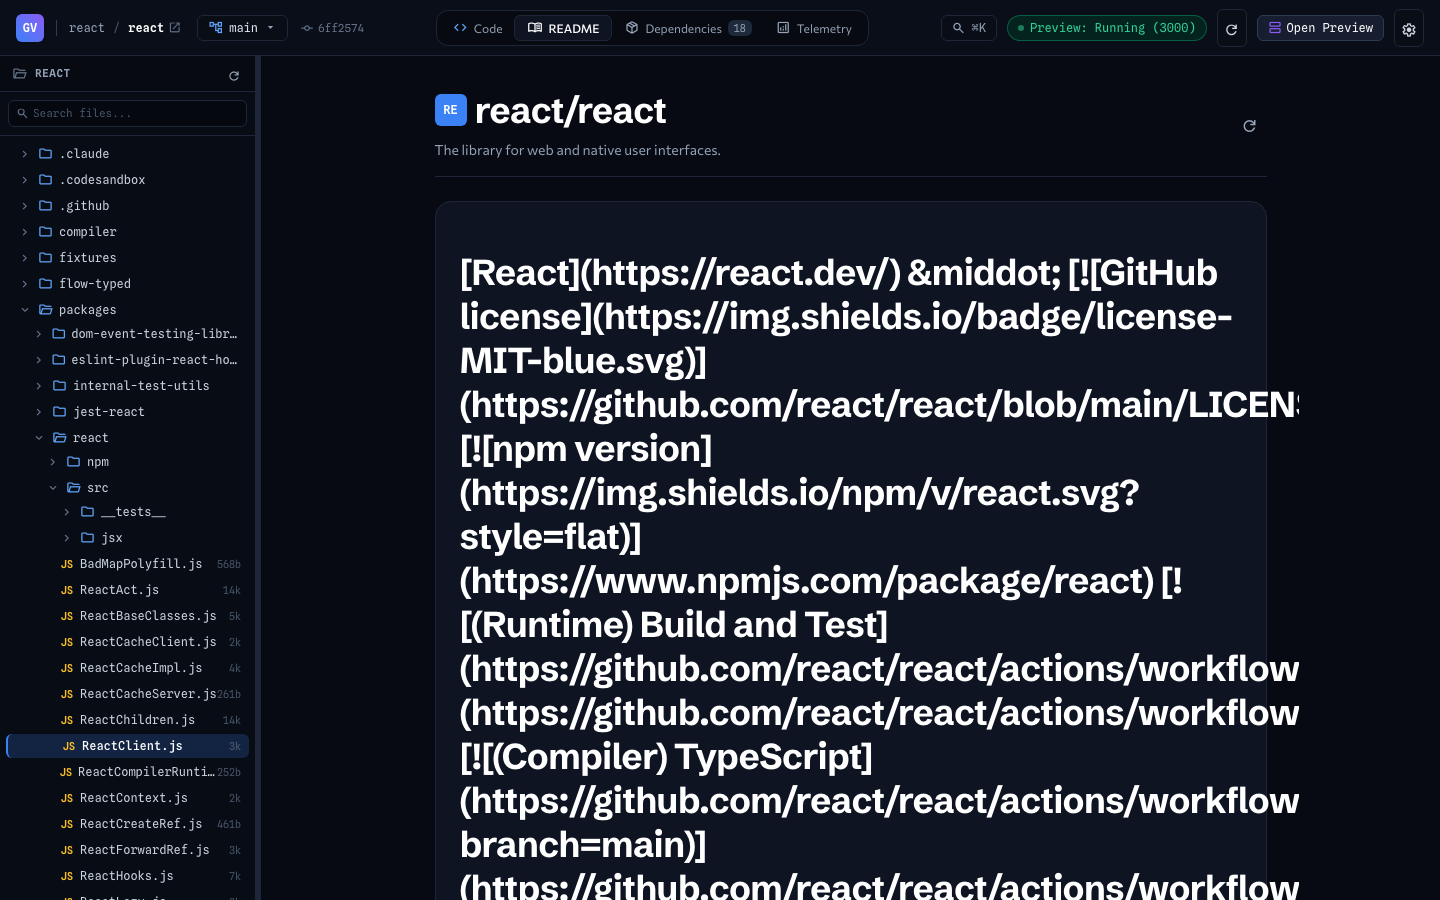 GV react / react main 6ff2574 Code README Dependencies 18 Telemetry ⌘K Preview: Running (3000) Open Preview
REACT
Search files...
.claude
.codesandbox
.github
compiler
fixtures
flow-typed
packages
dom-event-testing-libr…
eslint-plugin-react-ho…
internal-test-utils
jest-react
react
npm
src
__tests__
jsx
JS BadMapPolyfill.js 568b
JS ReactAct.js 14k
JS ReactBaseClasses.js 5k
JS ReactCacheClient.js 2k
JS ReactCacheImpl.js 4k
JS ReactCacheServer.js 261b
JS ReactChildren.js 14k
JS ReactClient.js 3k
JS ReactCompilerRunti… 252b
JS ReactContext.js 2k
JS ReactCreateRef.js 461b
JS ReactForwardRef.js 3k
JS ReactHooks.js 7k
RE react/react
The library for web and native user interfaces.
[React](https://react.dev/) &middot; [![GitHub
license](https://img.shields.io/badge/license-
MIT-blue.svg)]
(https://github.com/react/react/blob/main/LICENS
[![npm version]
(https://img.shields.io/npm/v/react.svg?
style=flat)]
(https://www.npmjs.com/package/react) [!
[(Runtime) Build and Test]
(https://github.com/react/react/actions/workflow
(https://github.com/react/react/actions/workflow
[![(Compiler) TypeScript]
(https://github.com/react/react/actions/workflow
branch=main)]
(https://github.com/react/react/actions/workflow